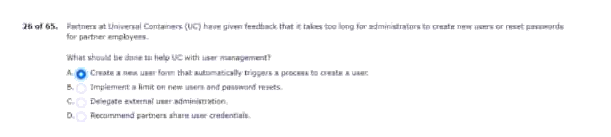 26 of 65. Partners at Universal Containers (UC) have given feedback that it takes too long for administrators to create new users or reset passwords
for partner employees.
What should be done to help UC with user management?
A. Create a new user form that automatically triggers a process to create a user.
B. Implement a limit on new users and password resets.
C. Delegate external user administration.
D. Recommend partners share user credentials.